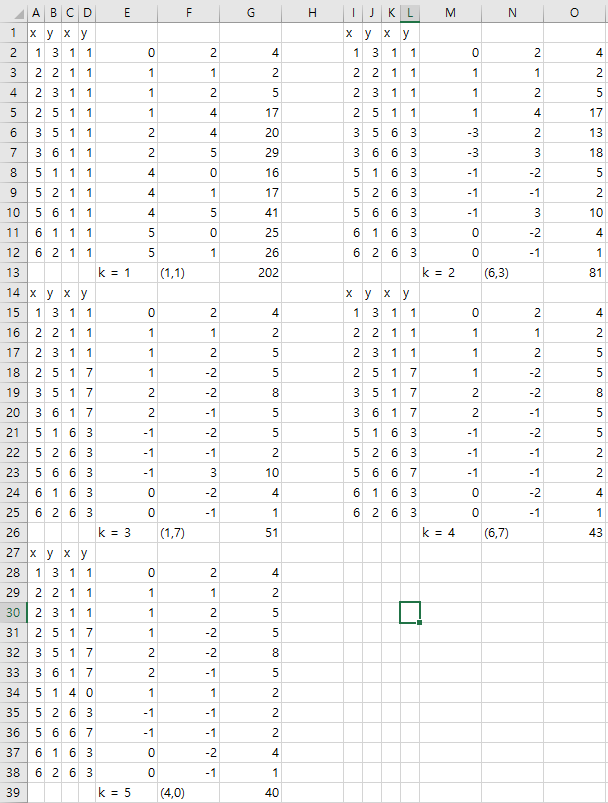 A B C D E F G H I J K L M N O
1 x y x y x y x y
2 1 3 1 1 0 2 4 1 3 1 1 0 2 4
3 2 2 1 1 1 1 2 2 2 1 1 1 1 2
4 2 3 1 1 1 2 5 2 3 1 1 1 2 5
5 2 5 1 1 1 4 17 2 5 1 1 1 4 17
6 3 5 1 1 2 4 20 3 5 6 3 -3 2 13
7 3 6 1 1 2 5 29 3 6 6 3 -3 3 18
8 5 1 1 1 4 0 16 5 1 6 3 -1 -2 5
9 5 2 1 1 4 1 17 5 2 6 3 -1 -1 2
10 5 6 1 1 4 5 41 5 6 6 3 -1 3 10
11 6 1 1 1 5 0 25 6 1 6 3 0 -2 4
12 6 2 1 1 5 1 26 6 2 6 3 0 -1 1
13 k = 1 (1,1) 202 k = 2 (6,3) 81
14 x y x y x y x y
15 1 3 1 1 0 2 4 1 3 1 1 0 2 4
16 2 2 1 1 1 1 2 2 2 1 1 1 1 2
17 2 3 1 1 1 2 5 2 3 1 1 1 2 5
18 2 5 1 7 1 -2 5 2 5 1 7 1 -2 5
19 3 5 1 7 2 -2 8 3 5 1 7 2 -2 8
20 3 6 1 7 2 -1 5 3 6 1 7 2 -1 5
21 5 1 6 3 -1 -2 5 5 1 6 3 -1 -2 5
22 5 2 6 3 -1 -1 2 5 2 6 3 -1 -1 2
23 5 6 6 3 -1 3 10 5 6 6 7 -1 -1 2
24 6 1 6 3 0 -2 4 6 1 6 3 0 -2 4
25 6 2 6 3 0 -1 1 6 2 6 3 0 -1 1
26 k = 3 (1,7) 51 k = 4 (6,7) 43
27 x y x y
28 1 3 1 1 0 2 4
29 2 2 1 1 1 1 2
30 2 3 1 1 1 2 5
31 2 5 1 7 1 -2 5
32 3 5 1 7 2 -2 8
33 3 6 1 7 2 -1 5
34 5 1 4 0 1 1 2
35 5 2 6 3 -1 -1 2
36 5 6 6 7 -1 -1 2
37 6 1 6 3 0 -2 4
38 6 2 6 3 0 -1 1
39 k = 5 (4,0) 40